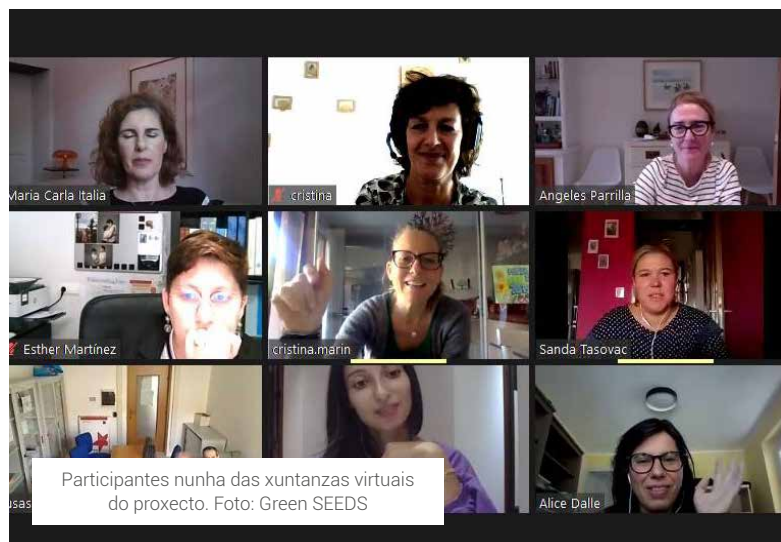 Maria Carla Italia
cristina
Angeles Parrilla
Esther Martínez
cristina.marin
Sanda Tasovac
Participantes nunha das xuntanzas virtuais
do proxecto. Foto: Green SEEDS
Alice Dalle